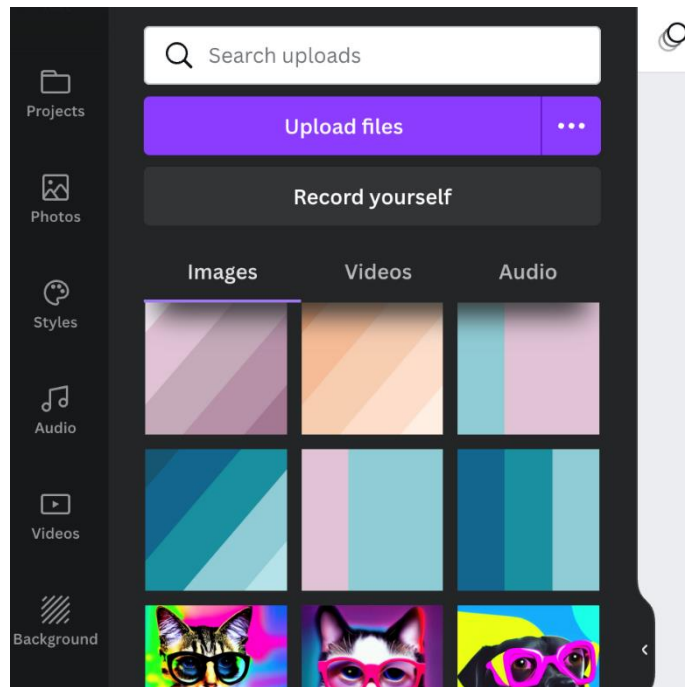 Search uploads
Upload files
Record yourself
Images Videos Audio
Projects
Photos
Styles
Audio
Videos
Background